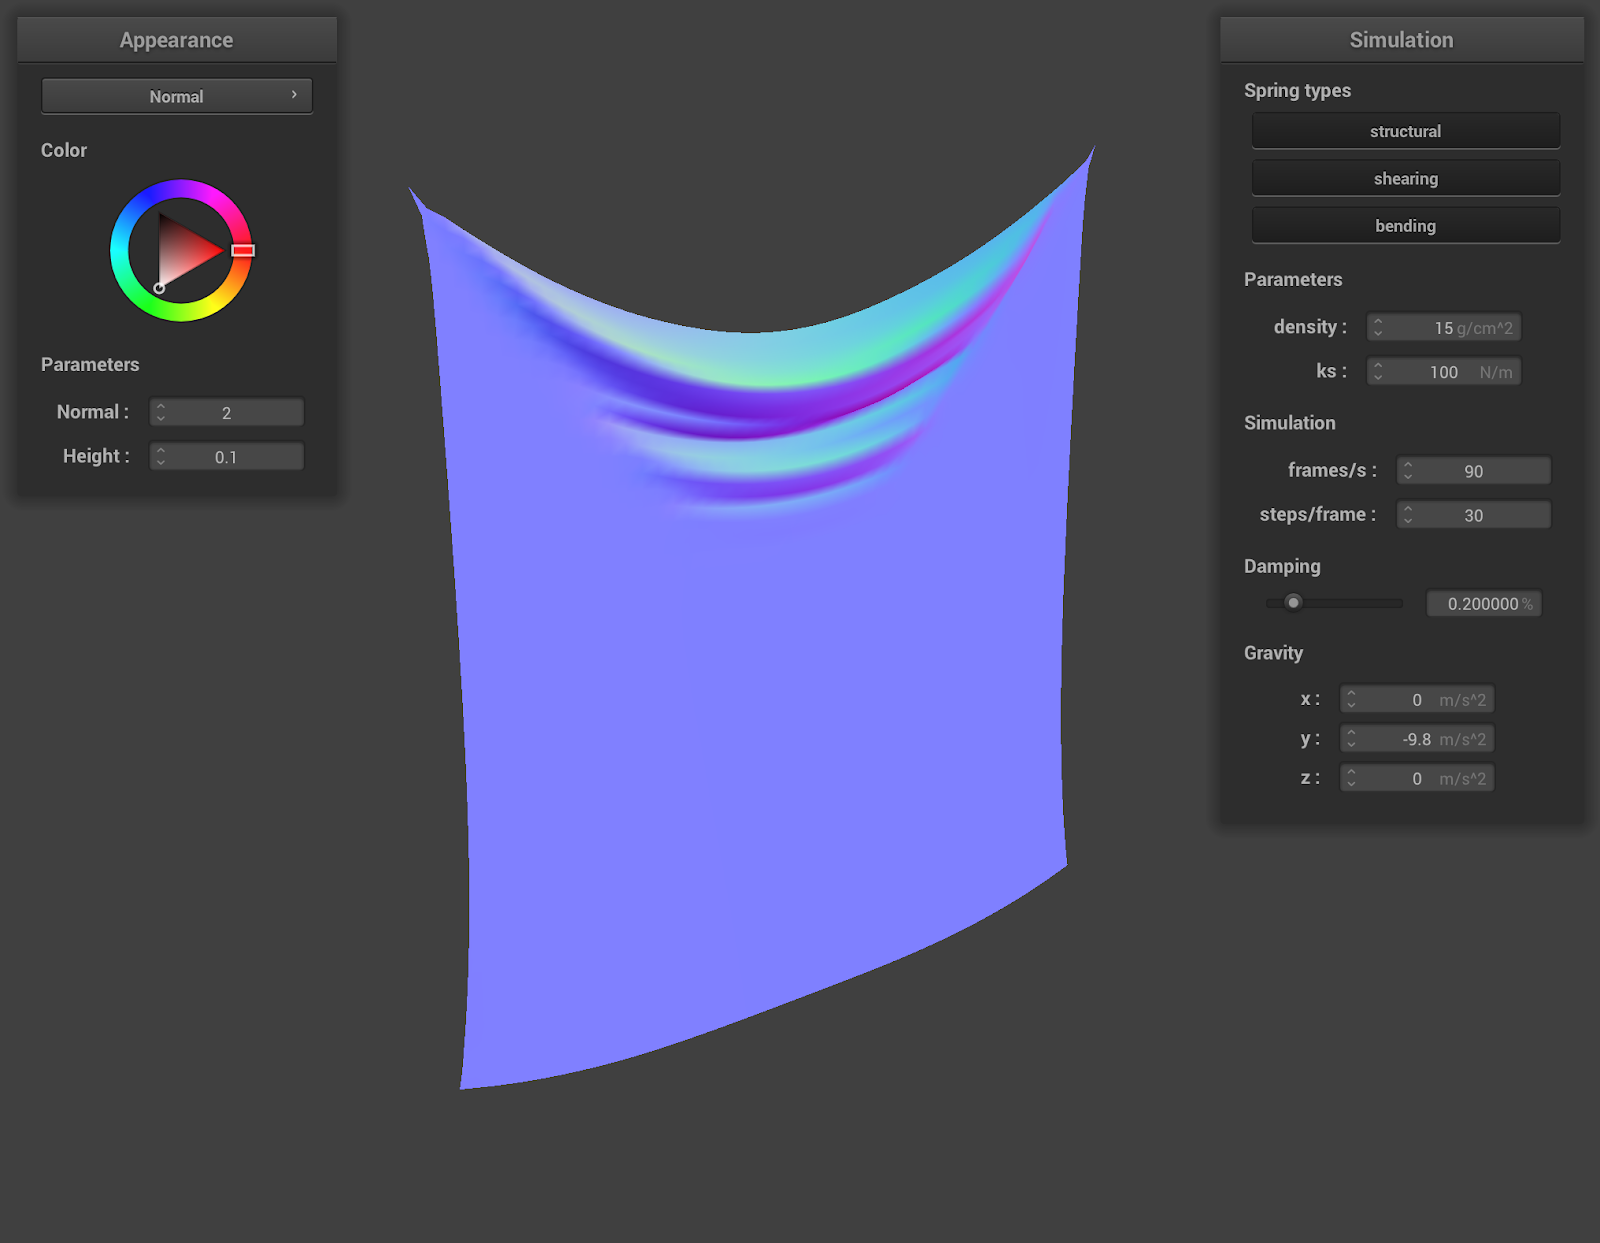 Appearance
Normal
Color
Parameters
Normal : 2
Height : 0.1
Simulation
Spring types
structural
shearing
bending
Parameters
density : 15 g/cm^2
ks : 100 N/m
Simulation
frames/s : 90
steps/frame : 30
Damping
0.200000 %
Gravity
x : 0 m/s^2
y : -9.8 m/s^2
z : 0 m/s^2